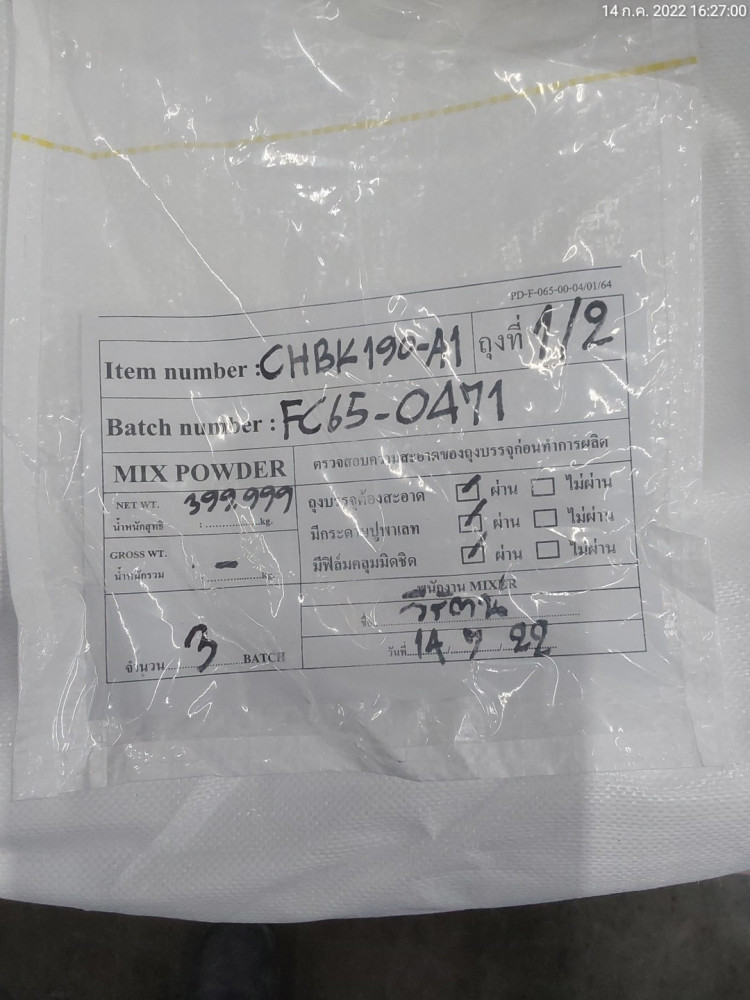 14 ก.ค. 2022 16:27:00
PD-F-065-00-04/01/64
Item number : CHBK190-A1 ถุงที่ 1/2
Batch number : FC65-0471
MIX POWDER
ตรวจสอบความสะอาดของถุงบรรจุก่อนทำการผลิต
NET WT. 399.999
น้ำหนักสุทธิ :..............kg.
ถุงบรรจุต้องสะอาด ผ่าน ไม่ผ่าน
มีกระดาษปูพาเลท ผ่าน ไม่ผ่าน
GROSS WT. -
น้ำหนักรวม :..............kg.
มีฟิล์มคลุมมิดชิด ผ่าน ไม่ผ่าน
พนักงาน MIXER
ชื่อ
จำนวน 3 BATCH
วันที่ 14 / 7 / 22